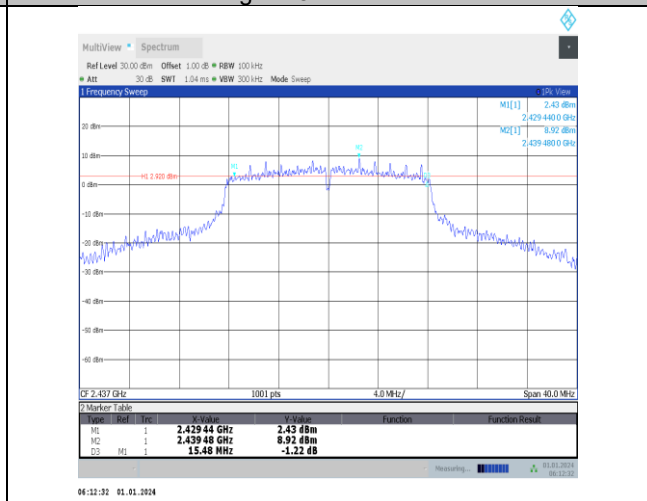 MultiView Spectrum
Ref Level 30.00 dBm Offset 1.00 dB RBW 100 kHz
Att 30 dB SWT 1.04 ms VBW 300 kHz Mode Sweep
1 Frequency Sweep 1Pk View
M1[1] 2.43 dBm
2.429 440 0 GHz
M2[1] 8.92 dBm
2.439 480 0 GHz
20 dBm
M2
10 dBm
M1
H1 2.920 dBm
0 dBm
-10 dBm
-20 dBm
-30 dBm
-40 dBm
-50 dBm
-60 dBm
CF 2.437 GHz 1001 pts 4.0 MHz/ Span 40.0 MHz
2 Marker Table
Type Ref Trc X-Value Y-Value Function Function Result
M1 1 2.429 44 GHz 2.43 dBm
M2 1 2.439 48 GHz 8.92 dBm
D3 M1 1 15.48 MHz -1.22 dB
Measuring... 01.01.2024
06:12:32
06:12:32 01.01.2024